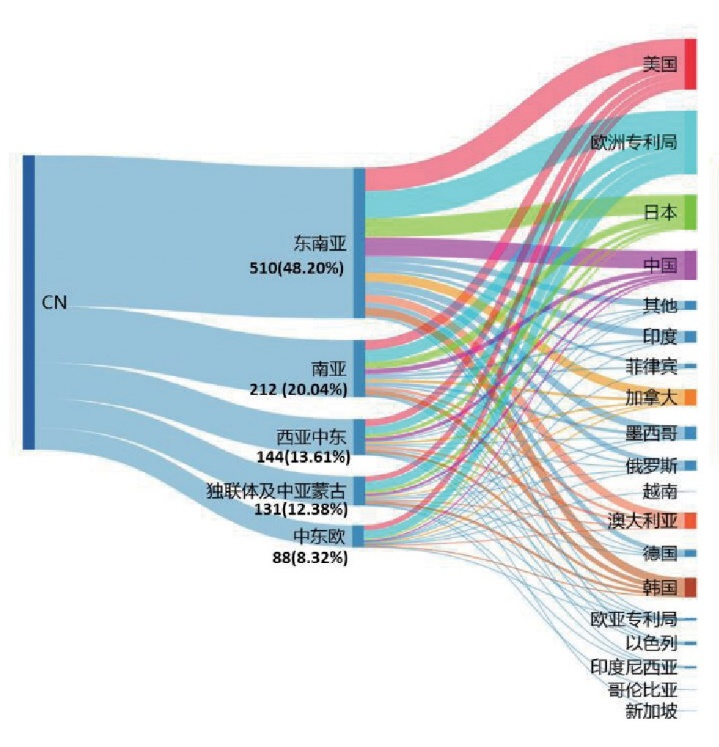 CN
东南亚
510(48.20%)
南亚
212 (20.04%)
西亚中东
144(13.61%)
独联体及中亚蒙古
131(12.38%)
中东欧
88(8.32%)
美国
欧洲专利局
日本
中国
其他
印度
菲律宾
加拿大
墨西哥
俄罗斯
越南
澳大利亚
德国
韩国
欧亚专利局
以色列
印度尼西亚
哥伦比亚
新加坡